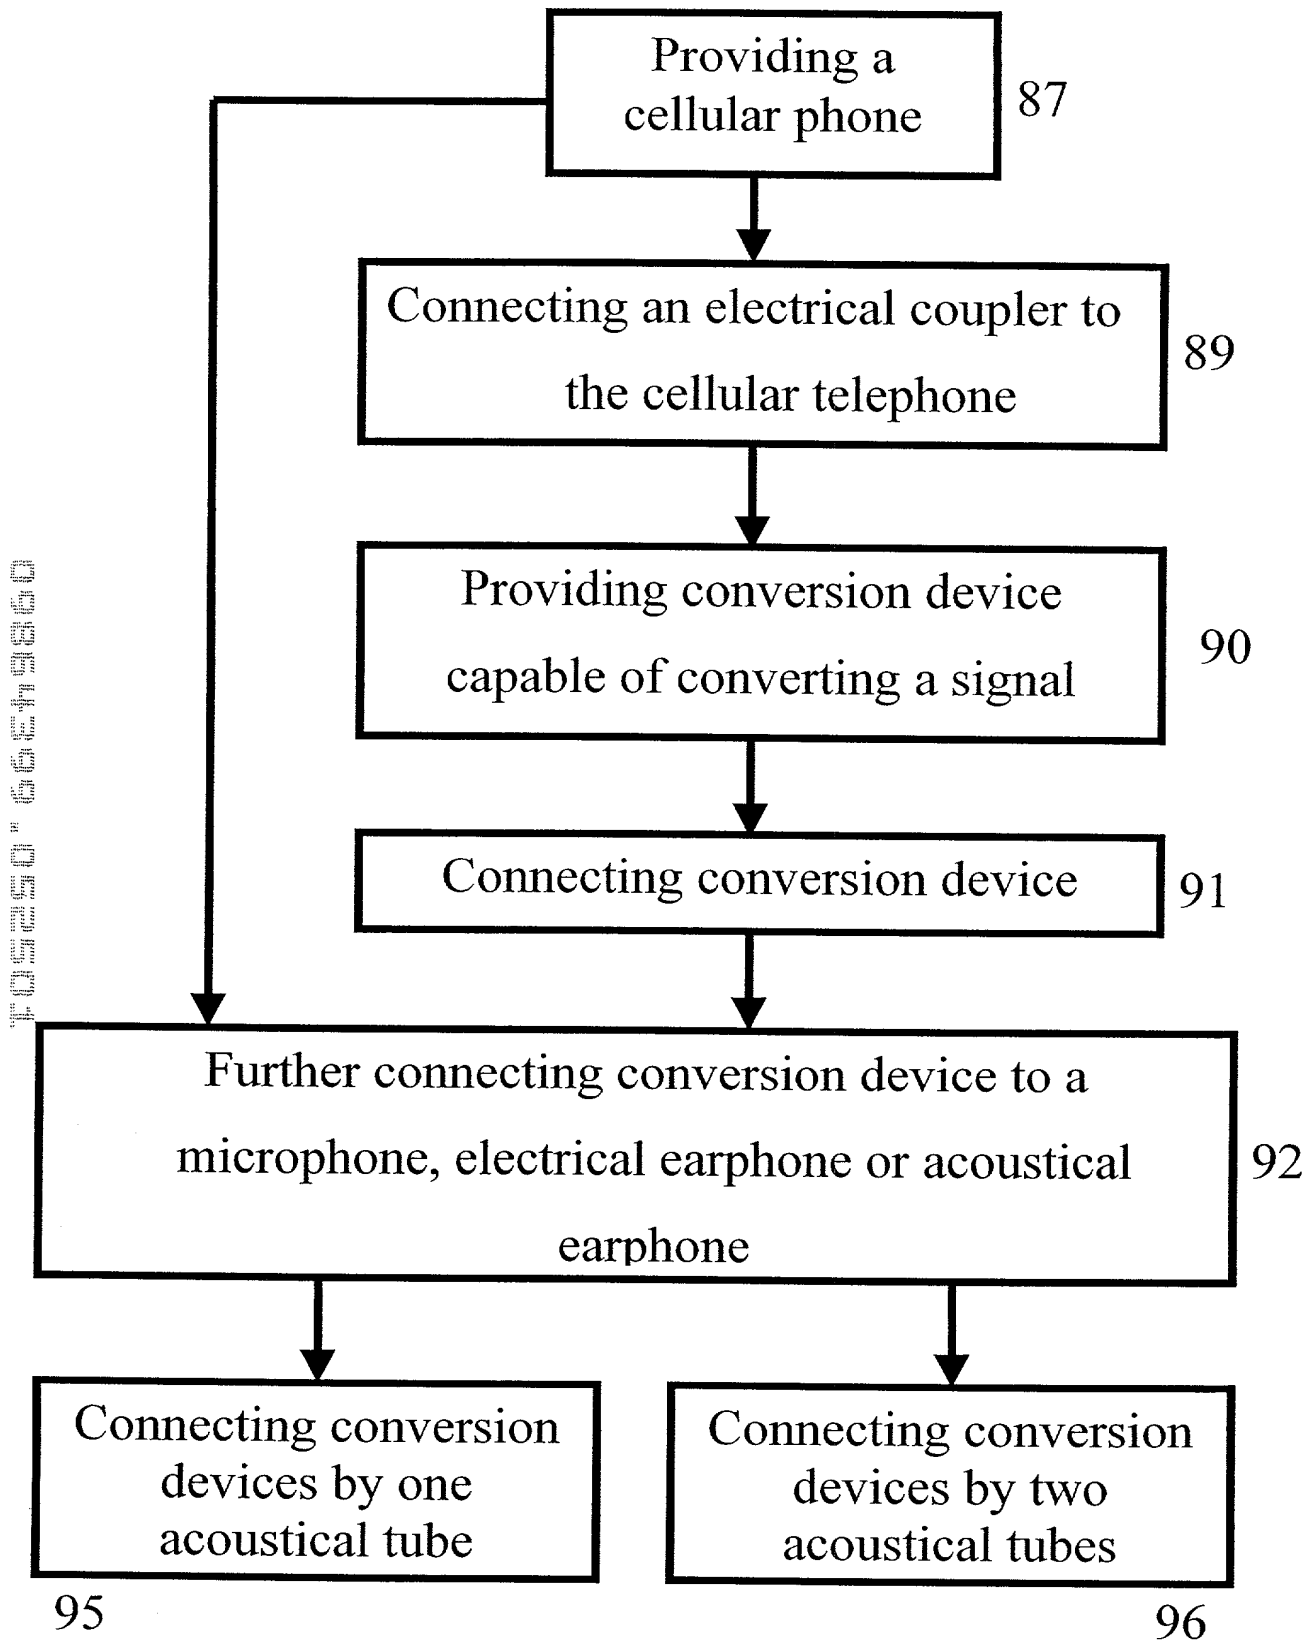 Providing a
cellular phone
87
Connecting an electrical coupler to
the cellular telephone
89
Providing conversion device
capable of converting a signal
90
Connecting conversion device
91
Further connecting conversion device to a
microphone, electrical earphone or acoustical
earphone
92
Connecting conversion
devices by one
acoustical tube
95
Connecting conversion
devices by two
acoustical tubes
96